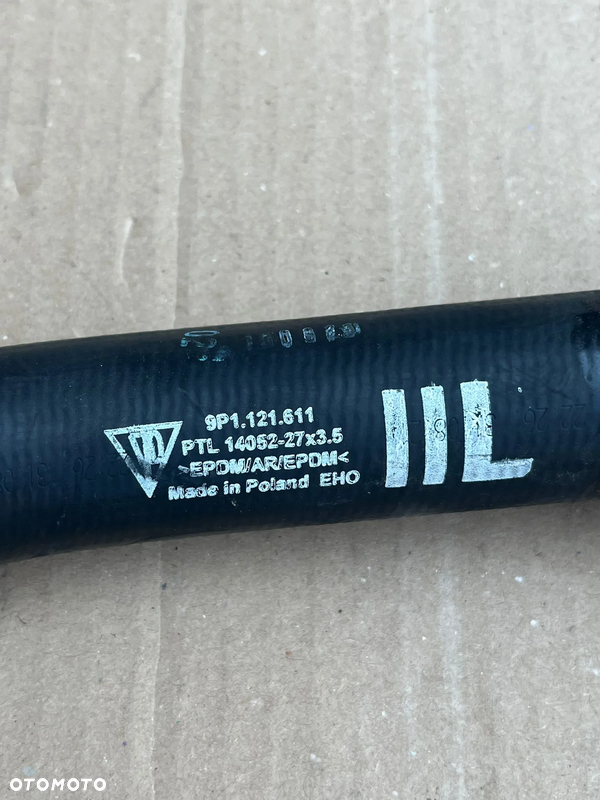 9P1.121.611
PTL 14052-27x3.5
>EPDM/AR/EPDM<
Made in Poland EHO
IIL
OTOMOTO